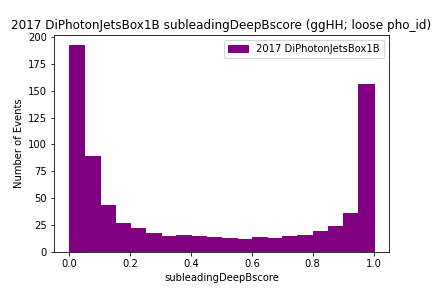 2017 DiPhotonJetsBox1B subleadingDeepBscore (ggHH; loose pho_id)
2017 DiPhotonJetsBox1B
Number of Events
200
175
150
125
100
75
50
25
0
0.0 0.2 0.4 0.6 0.8 1.0
subleadingDeepBscore